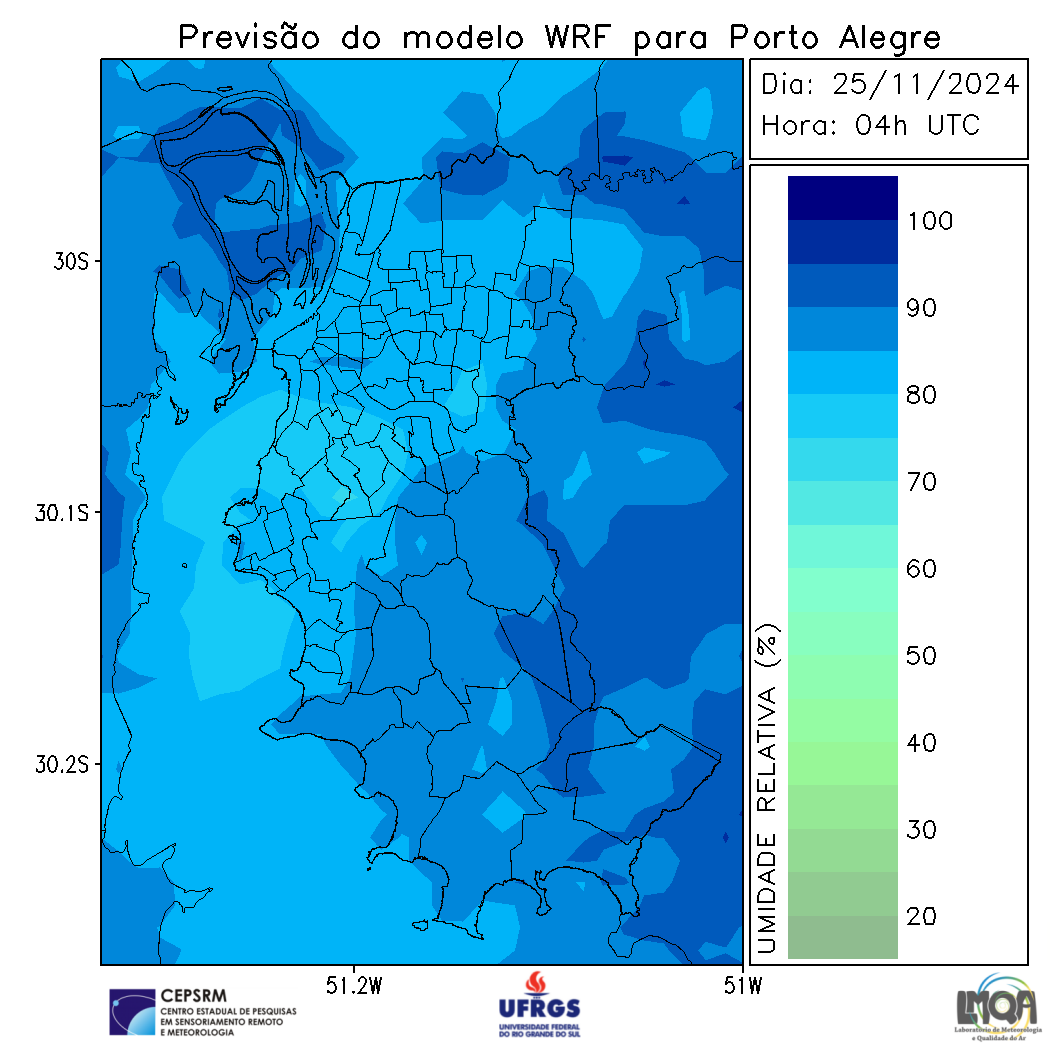 Previsão do modelo WRF para Porto Alegre
Dia: 25/11/2024
Hora: 04h UTC
30S
30.1S
30.2S
51.2W
51W
100
90
80
70
60
50
40
30
20
UMIDADE RELATIVA (%)
CEPSRM
CENTRO ESTADUAL DE PESQUISAS
EM SENSORIAMENTO REMOTO
E METEOROLOGIA
UFRGS
UNIVERSIDADE FEDERAL
DO RIO GRANDE DO SUL
LMQA
Laboratório de Meteorologia
e Qualidade do Ar